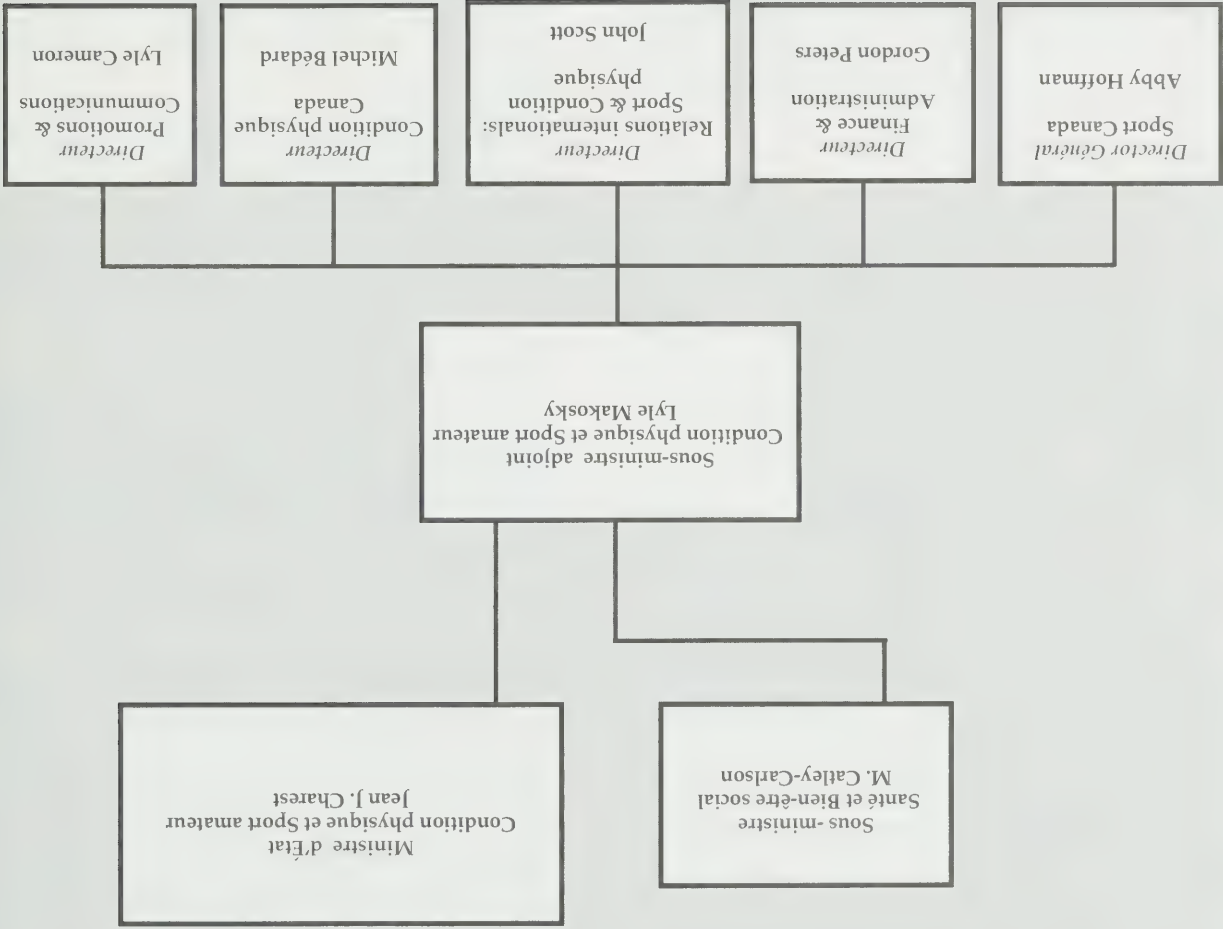 Sous -ministre
Santé et Bien-être social
M. Catley-Carlson
Ministre d'État
Condition physique et Sport amateur
Jean J. Charest
Sous-ministre adjoint
Condition physique et Sport amateur
Lyle Makosky
Director Général
Sport Canada
Abby Hoffman
Directeur
Finance &
Administration
Gordon Peters
Directeur
Relations internationals:
Sport & Condition
physique
John Scott
Directeur
Condition physique
Canada
Michel Bédard
Directeur
Promotions &
Communications
Lyle Cameron